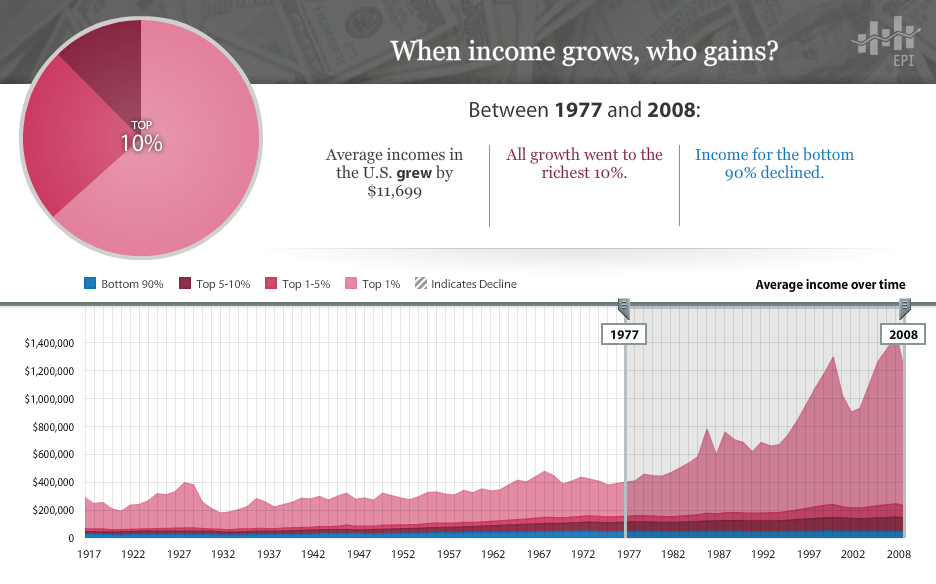 When income grows, who gains?
EPI
TOP
10%
Between 1977 and 2008:
Average incomes in
the U.S. grew by
$11,699
All growth went to the
richest 10%.
Income for the bottom
90% declined.
Bottom 90%
Top 5-10%
Top 1-5%
Top 1%
Indicates Decline
Average income over time
1977
2008
$1,400,000
$1,200,000
$1,000,000
$800,000
$600,000
$400,000
$200,000
0
1917 1922 1927 1932 1937 1942 1947 1952 1957 1962 1967 1972 1977 1982 1987 1992 1997 2002 2008